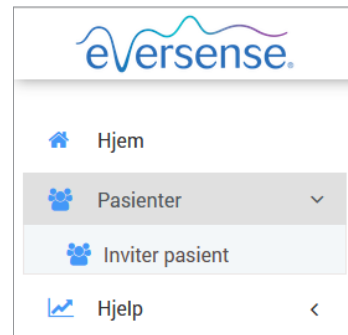 eversense.
Hjem
Pasienter
Inviter pasient
Hjelp